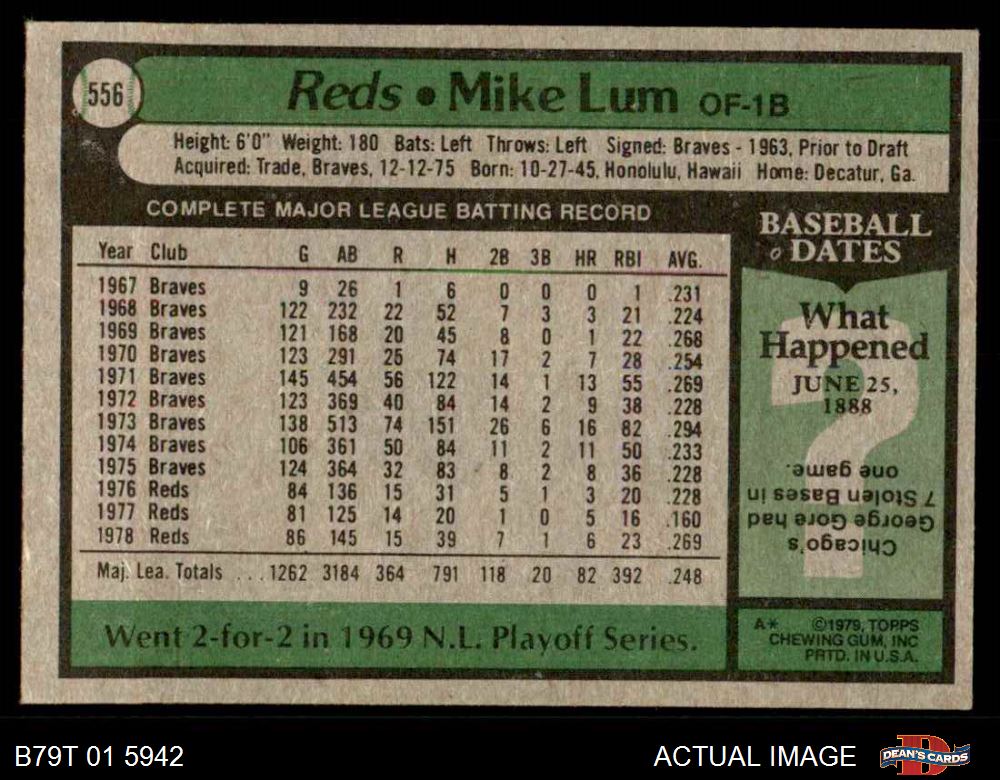 556
Reds • Mike Lum OF-1B
Height: 6'0" Weight: 180 Bats: Left Throws: Left Signed: Braves - 1963, Prior to Draft
Acquired: Trade, Braves, 12-12-75 Born: 10-27-45, Honolulu, Hawaii Home: Decatur, Ga.
COMPLETE MAJOR LEAGUE BATTING RECORD
Year Club G AB R H 2B 3B HR RBI AVG.
1967 Braves 9 26 1 6 0 0 0 1 .231
1968 Braves 122 232 22 52 7 3 3 21 .224
1969 Braves 121 168 20 45 8 0 1 22 .268
1970 Braves 123 291 25 74 17 2 7 28 .254
1971 Braves 145 454 56 122 14 1 13 55 .269
1972 Braves 123 369 40 84 14 2 9 38 .228
1973 Braves 138 513 74 151 26 6 16 82 .294
1974 Braves 106 361 50 84 11 2 11 50 .233
1975 Braves 124 364 32 83 8 2 8 36 .228
1976 Reds 84 136 15 31 5 1 3 20 .228
1977 Reds 81 125 14 20 1 0 5 16 .160
1978 Reds 86 145 15 39 7 1 6 23 .269
Maj. Lea. Totals ...1262 3184 364 791 118 20 82 392 .248
Went 2-for-2 in 1969 N.L. Playoff Series.
BASEBALL
DATES
What
Happened
JUNE 25,
1888
?
Chicago's
George Gore had
7 Stolen Bases in
one game.
A* ©1979, TOPPS
CHEWING GUM, INC
PRTD. IN U.S.A.
B79T 01 5942
ACTUAL IMAGE
D
DEAN'S CARDS